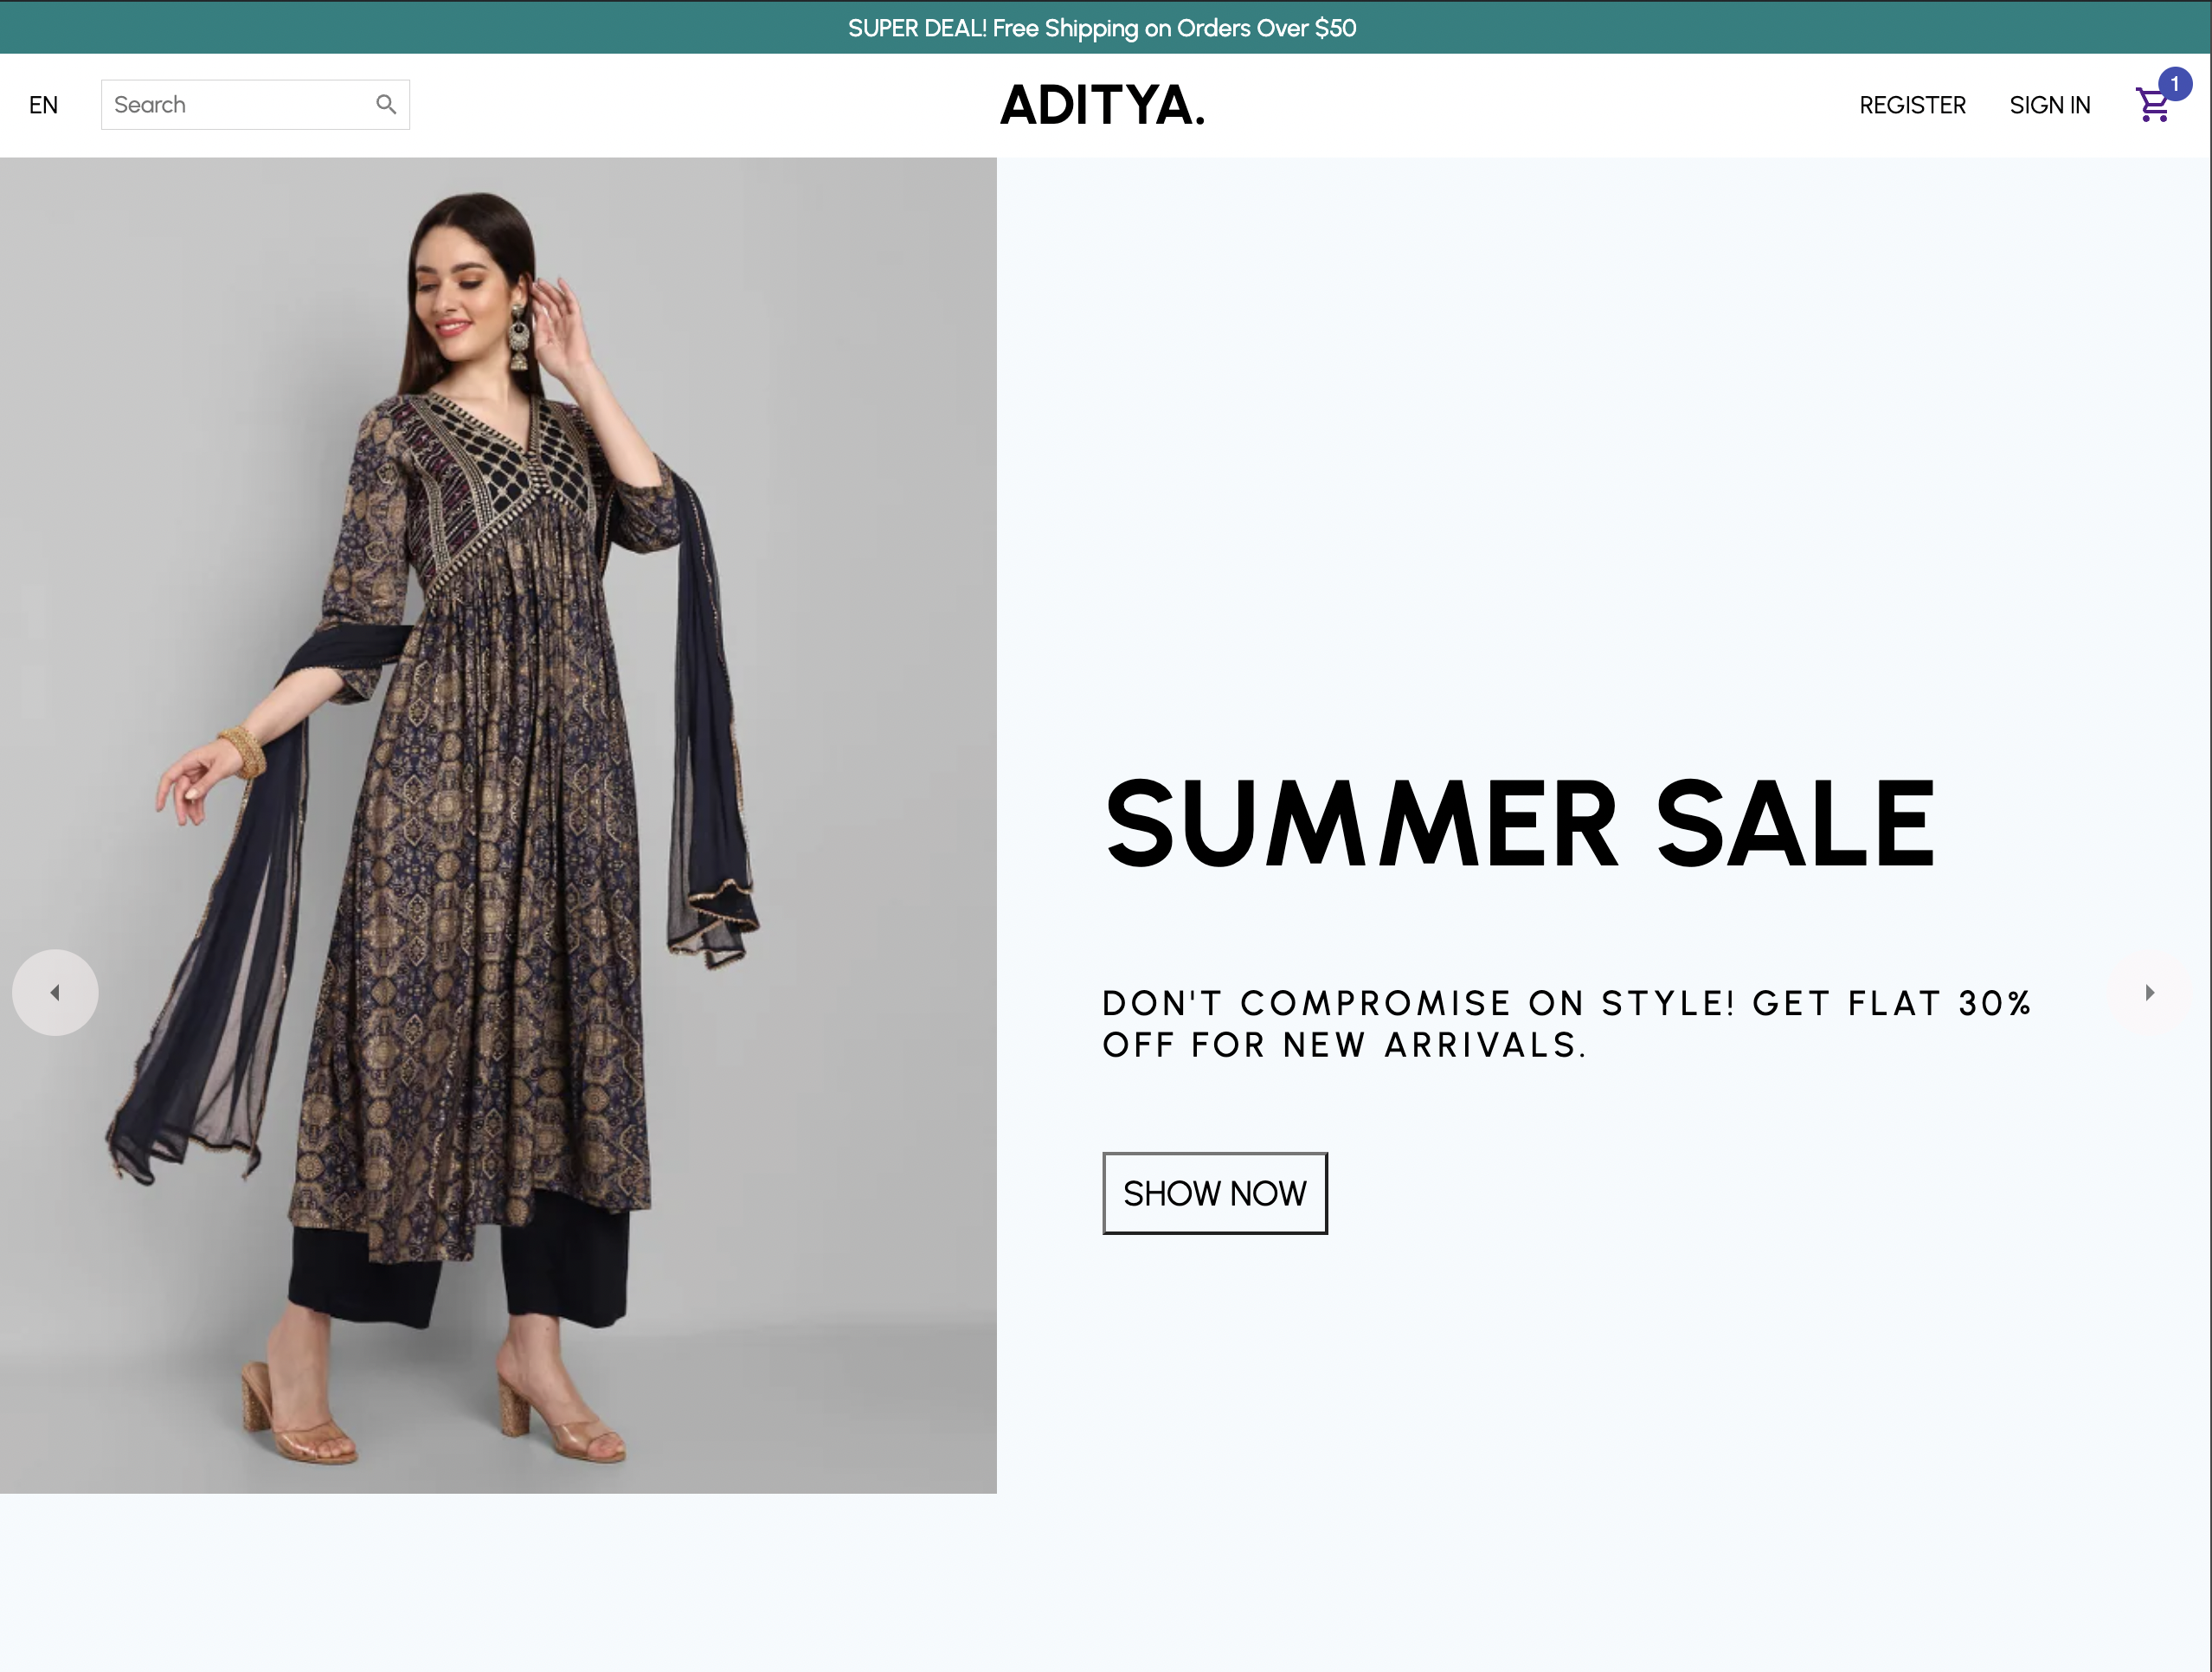 SUPER DEAL! Free Shipping on Orders Over $50
EN
Search
ADITYA.
REGISTER
SIGN IN
1
SUMMER SALE
DON'T COMPROMISE ON STYLE! GET FLAT 30%
OFF FOR NEW ARRIVALS.
SHOW NOW